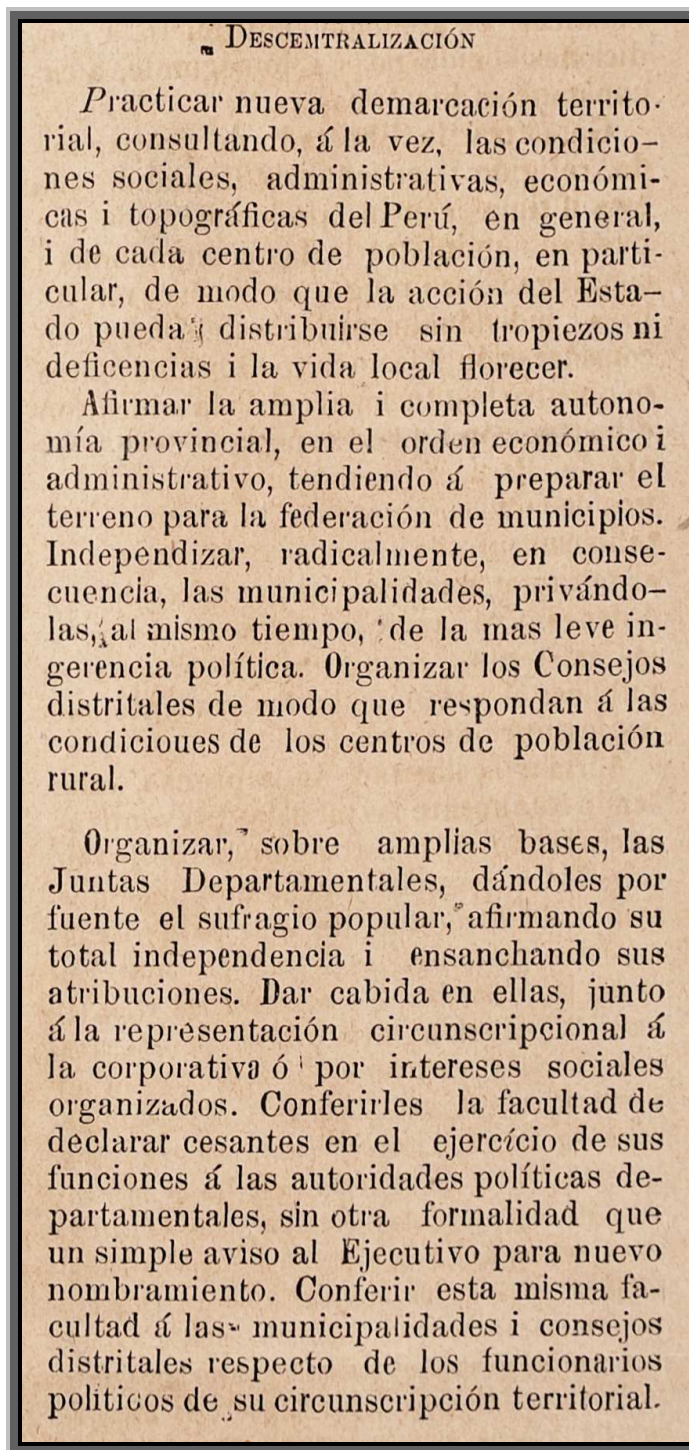 DESCEMTRALIZACIÓN
Practicar nueva demarcación territo-
rial, consultando, á la vez, las condicio-
nes sociales, administrativas, económi-
cas i topográficas del Perú, en general,
i de cada centro de población, en parti-
cular, de modo que la acción del Esta-
do pueda distribuirse sin tropiezos ni
deficencias i la vida local florecer.
Afirmar la amplia i completa autono-
mía provincial, en el orden económico i
administrativo, tendiendo á preparar el
terreno para la federación de municipios.
Independizar, radicalmente, en conse-
cuencia, las municipalidades, privándo-
las, al mismo tiempo, de la mas leve in-
gerencia política. Organizar los Consejos
distritales de modo que respondan á las
condicioues de los centros de población
rural.
Organizar, sobre amplias bases, las
Juntas Departamentales, dándoles por
fuente el sufragio popular, afirmando su
total independencia i ensanchando sus
atribuciones. Dar cabida en ellas, junto
á la representación circunscripcional á
la corporativa ó por intereses sociales
organizados. Conferirles la facultad de
declarar cesantes en el ejercício de sus
funciones á las autoridades políticas de-
partamentales, sin otra formalidad que
un simple aviso al Ejecutivo para nuevo
nombramiento. Conferir esta misma fa-
cultad á las municipalidades i consejos
distritales respecto de los funcionarios
politicos de su circunscripción territorial.